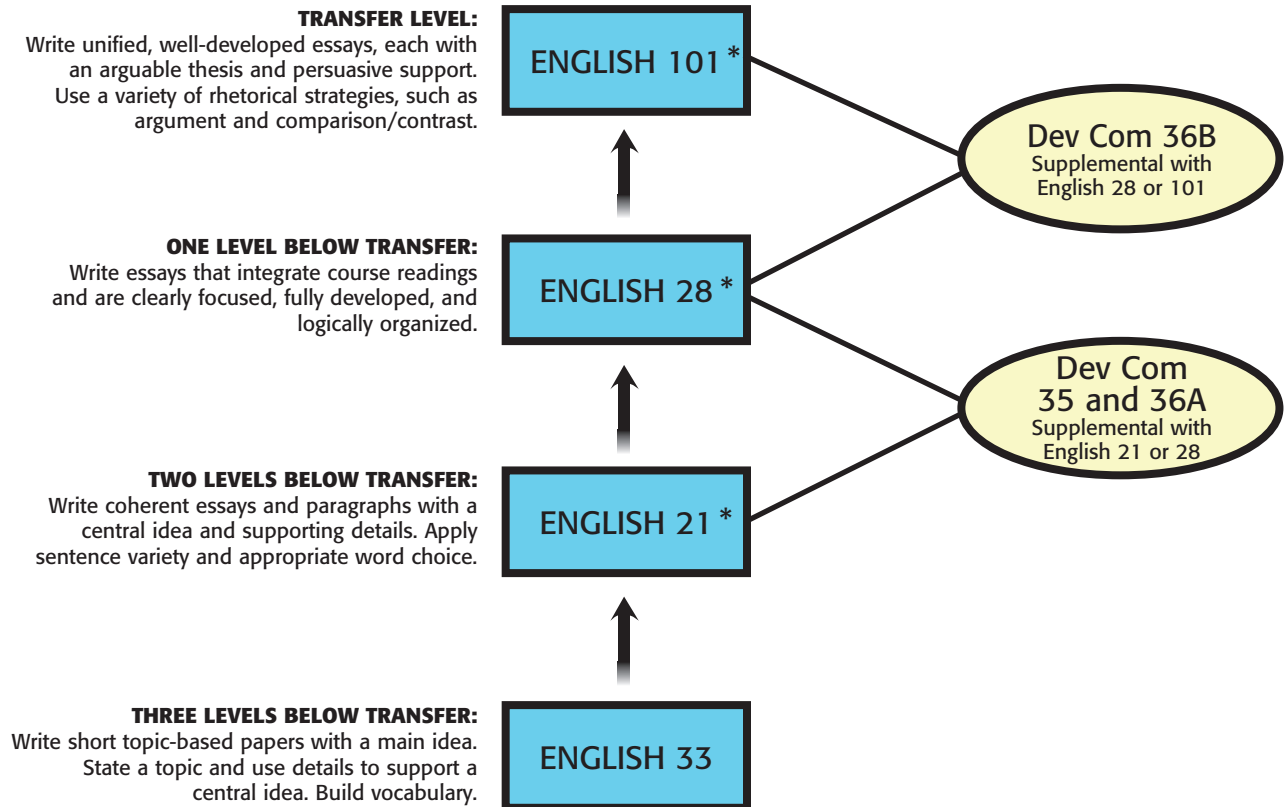 TRANSFER LEVEL:
Write unified, well-developed essays, each with
an arguable thesis and persuasive support.
Use a variety of rhetorical strategies, such as
argument and comparison/contrast.
ENGLISH 101 *
Dev Com 36B
Supplemental with
English 28 or 101
ONE LEVEL BELOW TRANSFER:
Write essays that integrate course readings
and are clearly focused, fully developed, and
logically organized.
ENGLISH 28 *
Dev Com
35 and 36A
Supplemental with
English 21 or 28
TWO LEVELS BELOW TRANSFER:
Write coherent essays and paragraphs with a
central idea and supporting details. Apply
sentence variety and appropriate word choice.
ENGLISH 21 *
THREE LEVELS BELOW TRANSFER:
Write short topic-based papers with a main idea.
State a topic and use details to support a
central idea. Build vocabulary.
ENGLISH 33